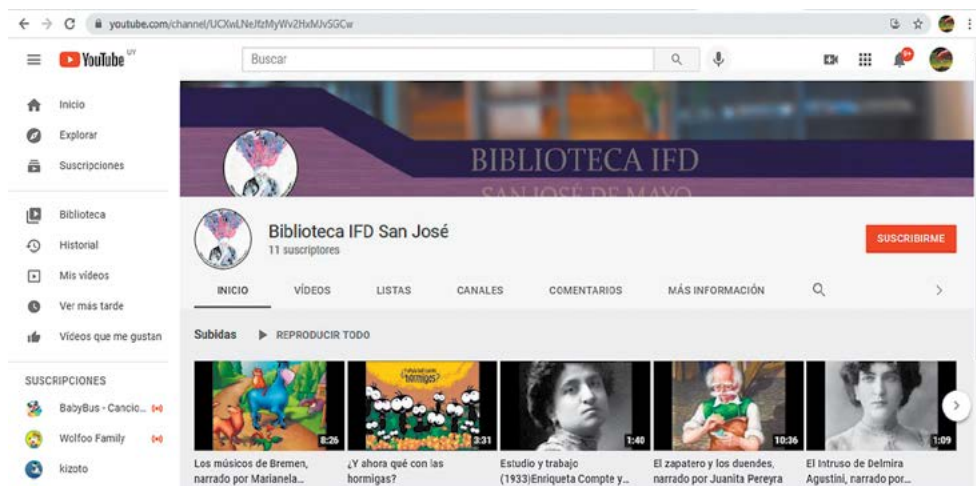 youtube.com/channel/UCXwLNeJfzMyWv2HxMJvSGCw
YouTube UY
Buscar
9+
Inicio
Explorar
Suscripciones
Biblioteca
Historial
Mis vídeos
Ver más tarde
Vídeos que me gustan
SUSCRIPCIONES
BabyBus - Cancio...
Wolfoo Family
kizoto
BIBLIOTECA IFD
SAN JOSÉ DE MAYO
Biblioteca IFD San José
11 suscriptores
SUSCRIBIRME
INICIO VÍDEOS LISTAS CANALES COMENTARIOS MÁS INFORMACIÓN
Subidas REPRODUCIR TODO
hormigas?
8:26 3:31 1:40 10:36 1:09
Los músicos de Bremen,
narrado por Marianela...
¿Y ahora qué con las
hormigas?
Estudio y trabajo
(1933)Enriqueta Compte y...
El zapatero y los duendes,
narrado por Juanita Pereyra
El Intruso de Delmira
Agustini, narrado por...